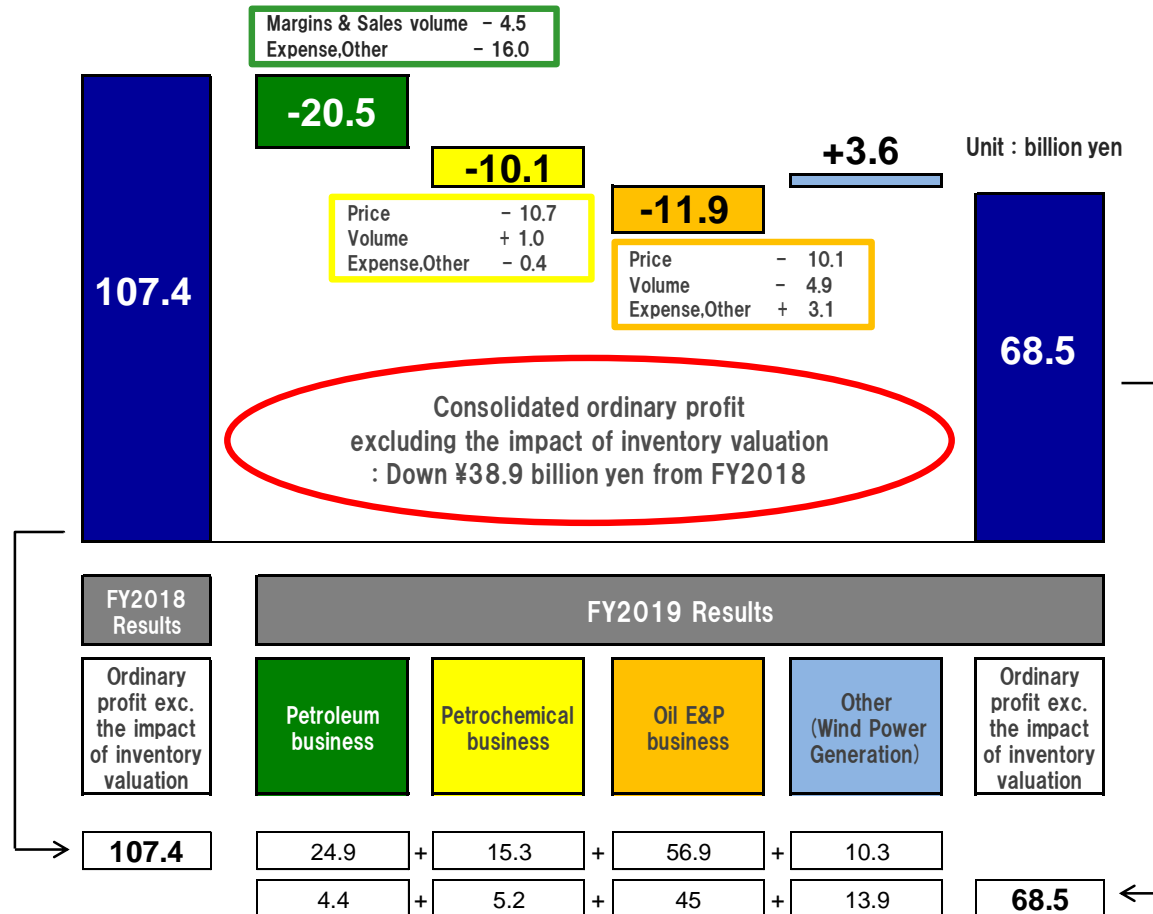 Margins & Sales volume - 4.5
Expense,Other - 16.0
-20.5
-10.1
+3.6
Unit : billion yen
Price - 10.7
Volume + 1.0
Expense,Other - 0.4
-11.9
Price - 10.1
Volume - 4.9
Expense,Other + 3.1
107.4
68.5
Consolidated ordinary profit
excluding the impact of inventory valuation
: Down ¥38.9 billion yen from FY2018
FY2018
Results
FY2019 Results
Ordinary
profit exc.
the impact
of inventory
valuation
Petroleum
business
Petrochemical
business
Oil E&P
business
Other
(Wind Power
Generation)
Ordinary
profit exc.
the impact
of inventory
valuation
107.4 24.9 + 15.3 + 56.9 + 10.3
4.4 + 5.2 + 45 + 13.9 68.5